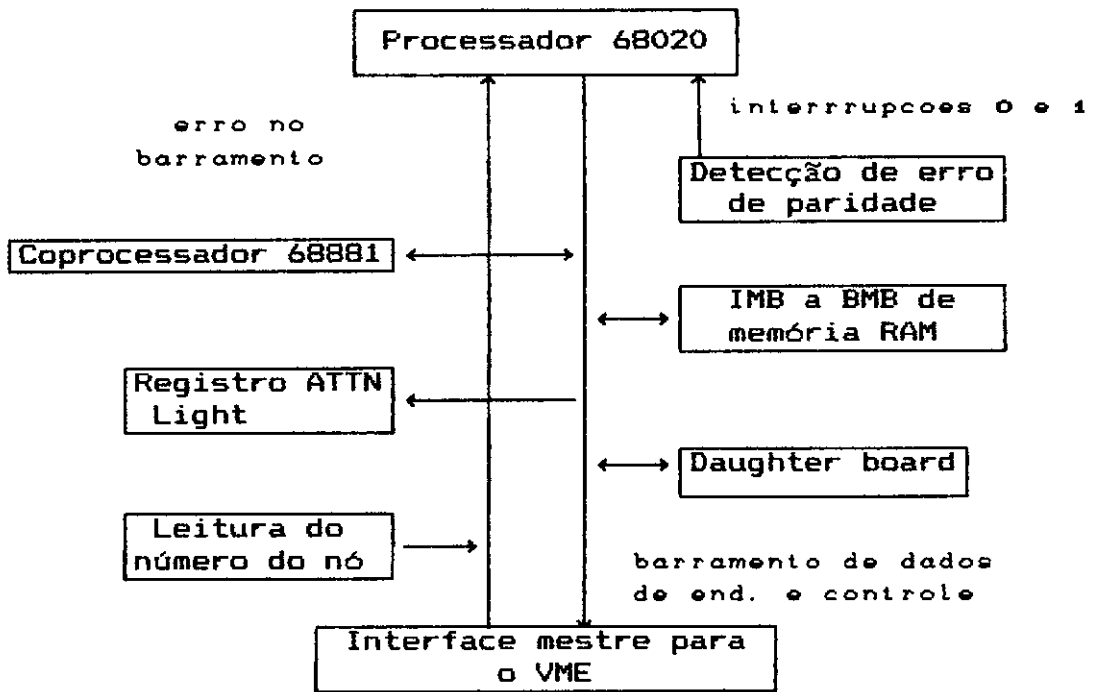 Processador 68020
interrrupcoes 0 e 1
erro no
barramento
Detecção de erro
de paridade
Coprocessador 68881
IMB a BMB de
memória RAM
Registro ATTN
Light
Daughter board
Leitura do
número do nó
barramento de dados
de end. e controle
Interface mestre para
o VME